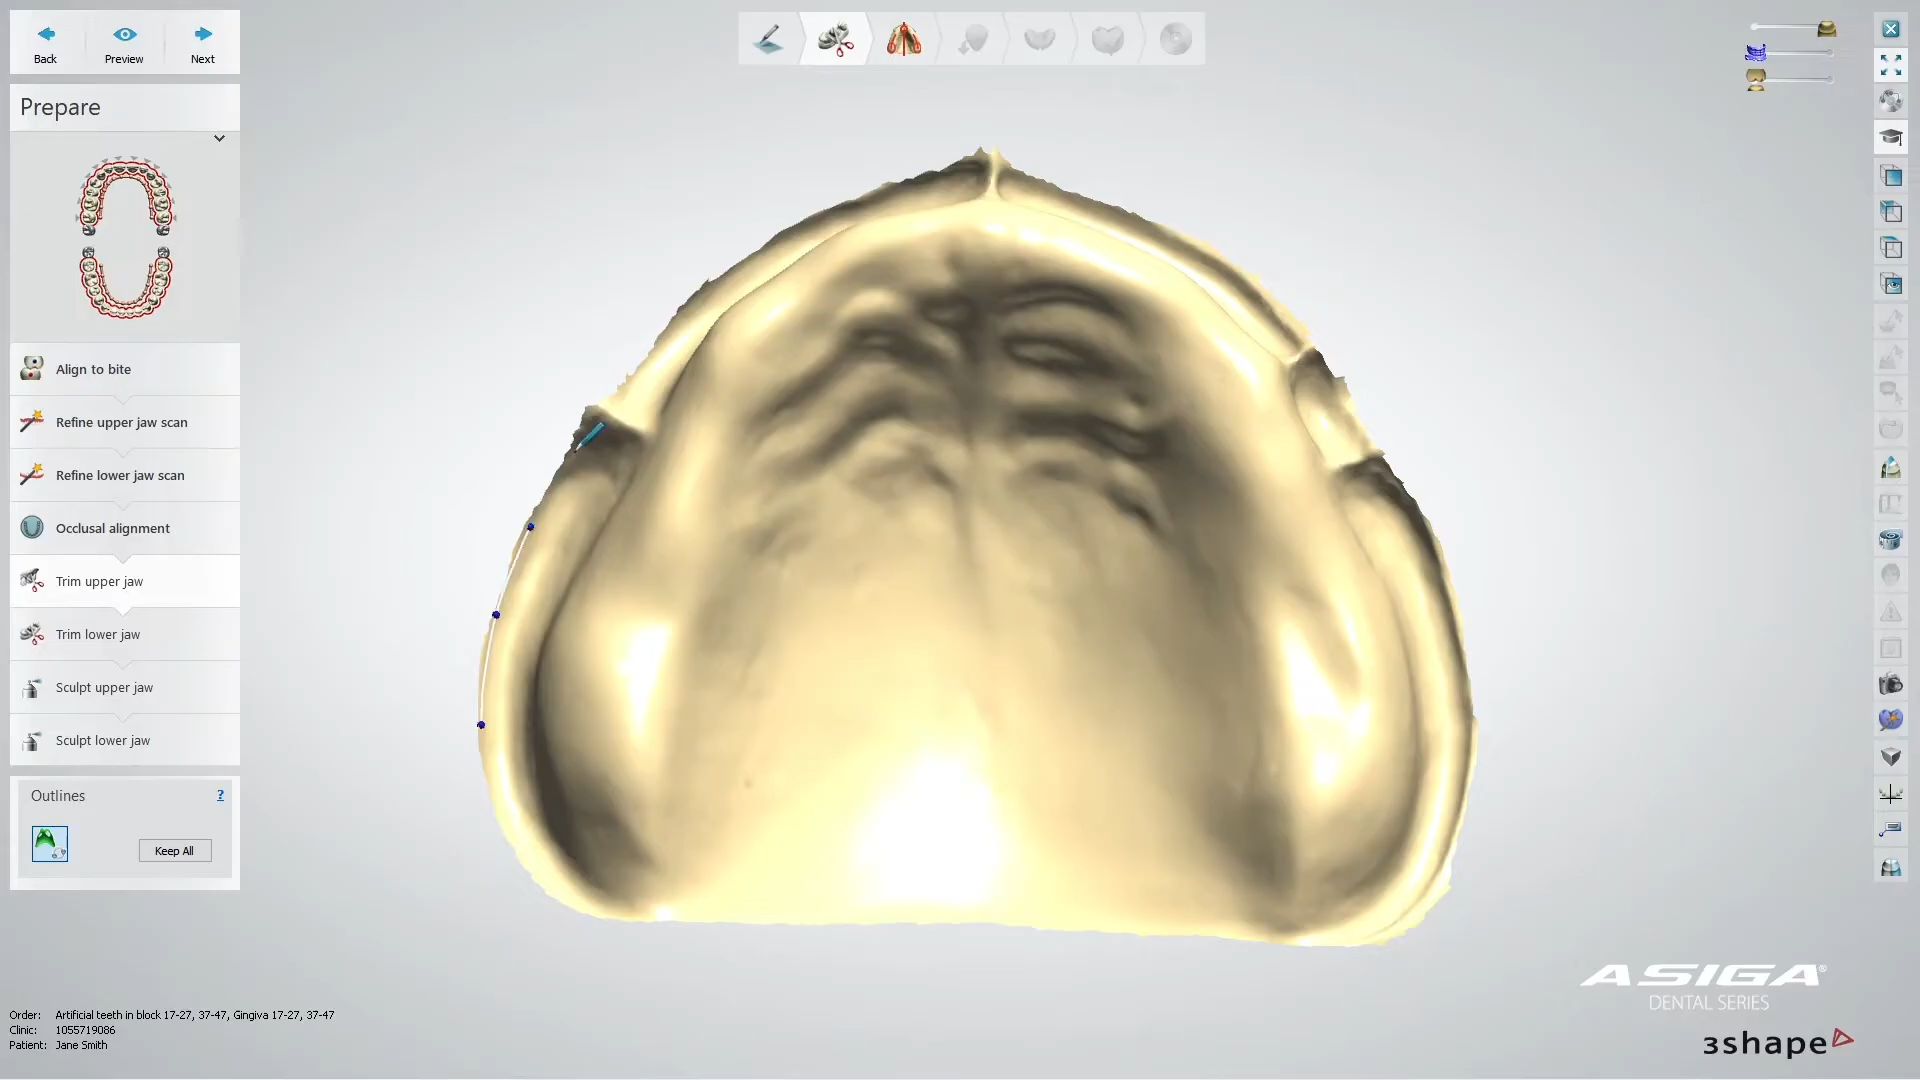 Back
Preview
Next
Prepare
Align to bite
Refine upper jaw scan
Refine lower jaw scan
Occlusal alignment
Trim upper jaw
Trim lower jaw
Sculpt upper jaw
Sculpt lower jaw
Outlines
?
Keep All
Order: Artificial teeth in block 17-27, 37-47, Gingiva 17-27, 37-47
Clinic: 1055719086
Patient: Jane Smith
ASIGA®
DENTAL SERIES
3shape